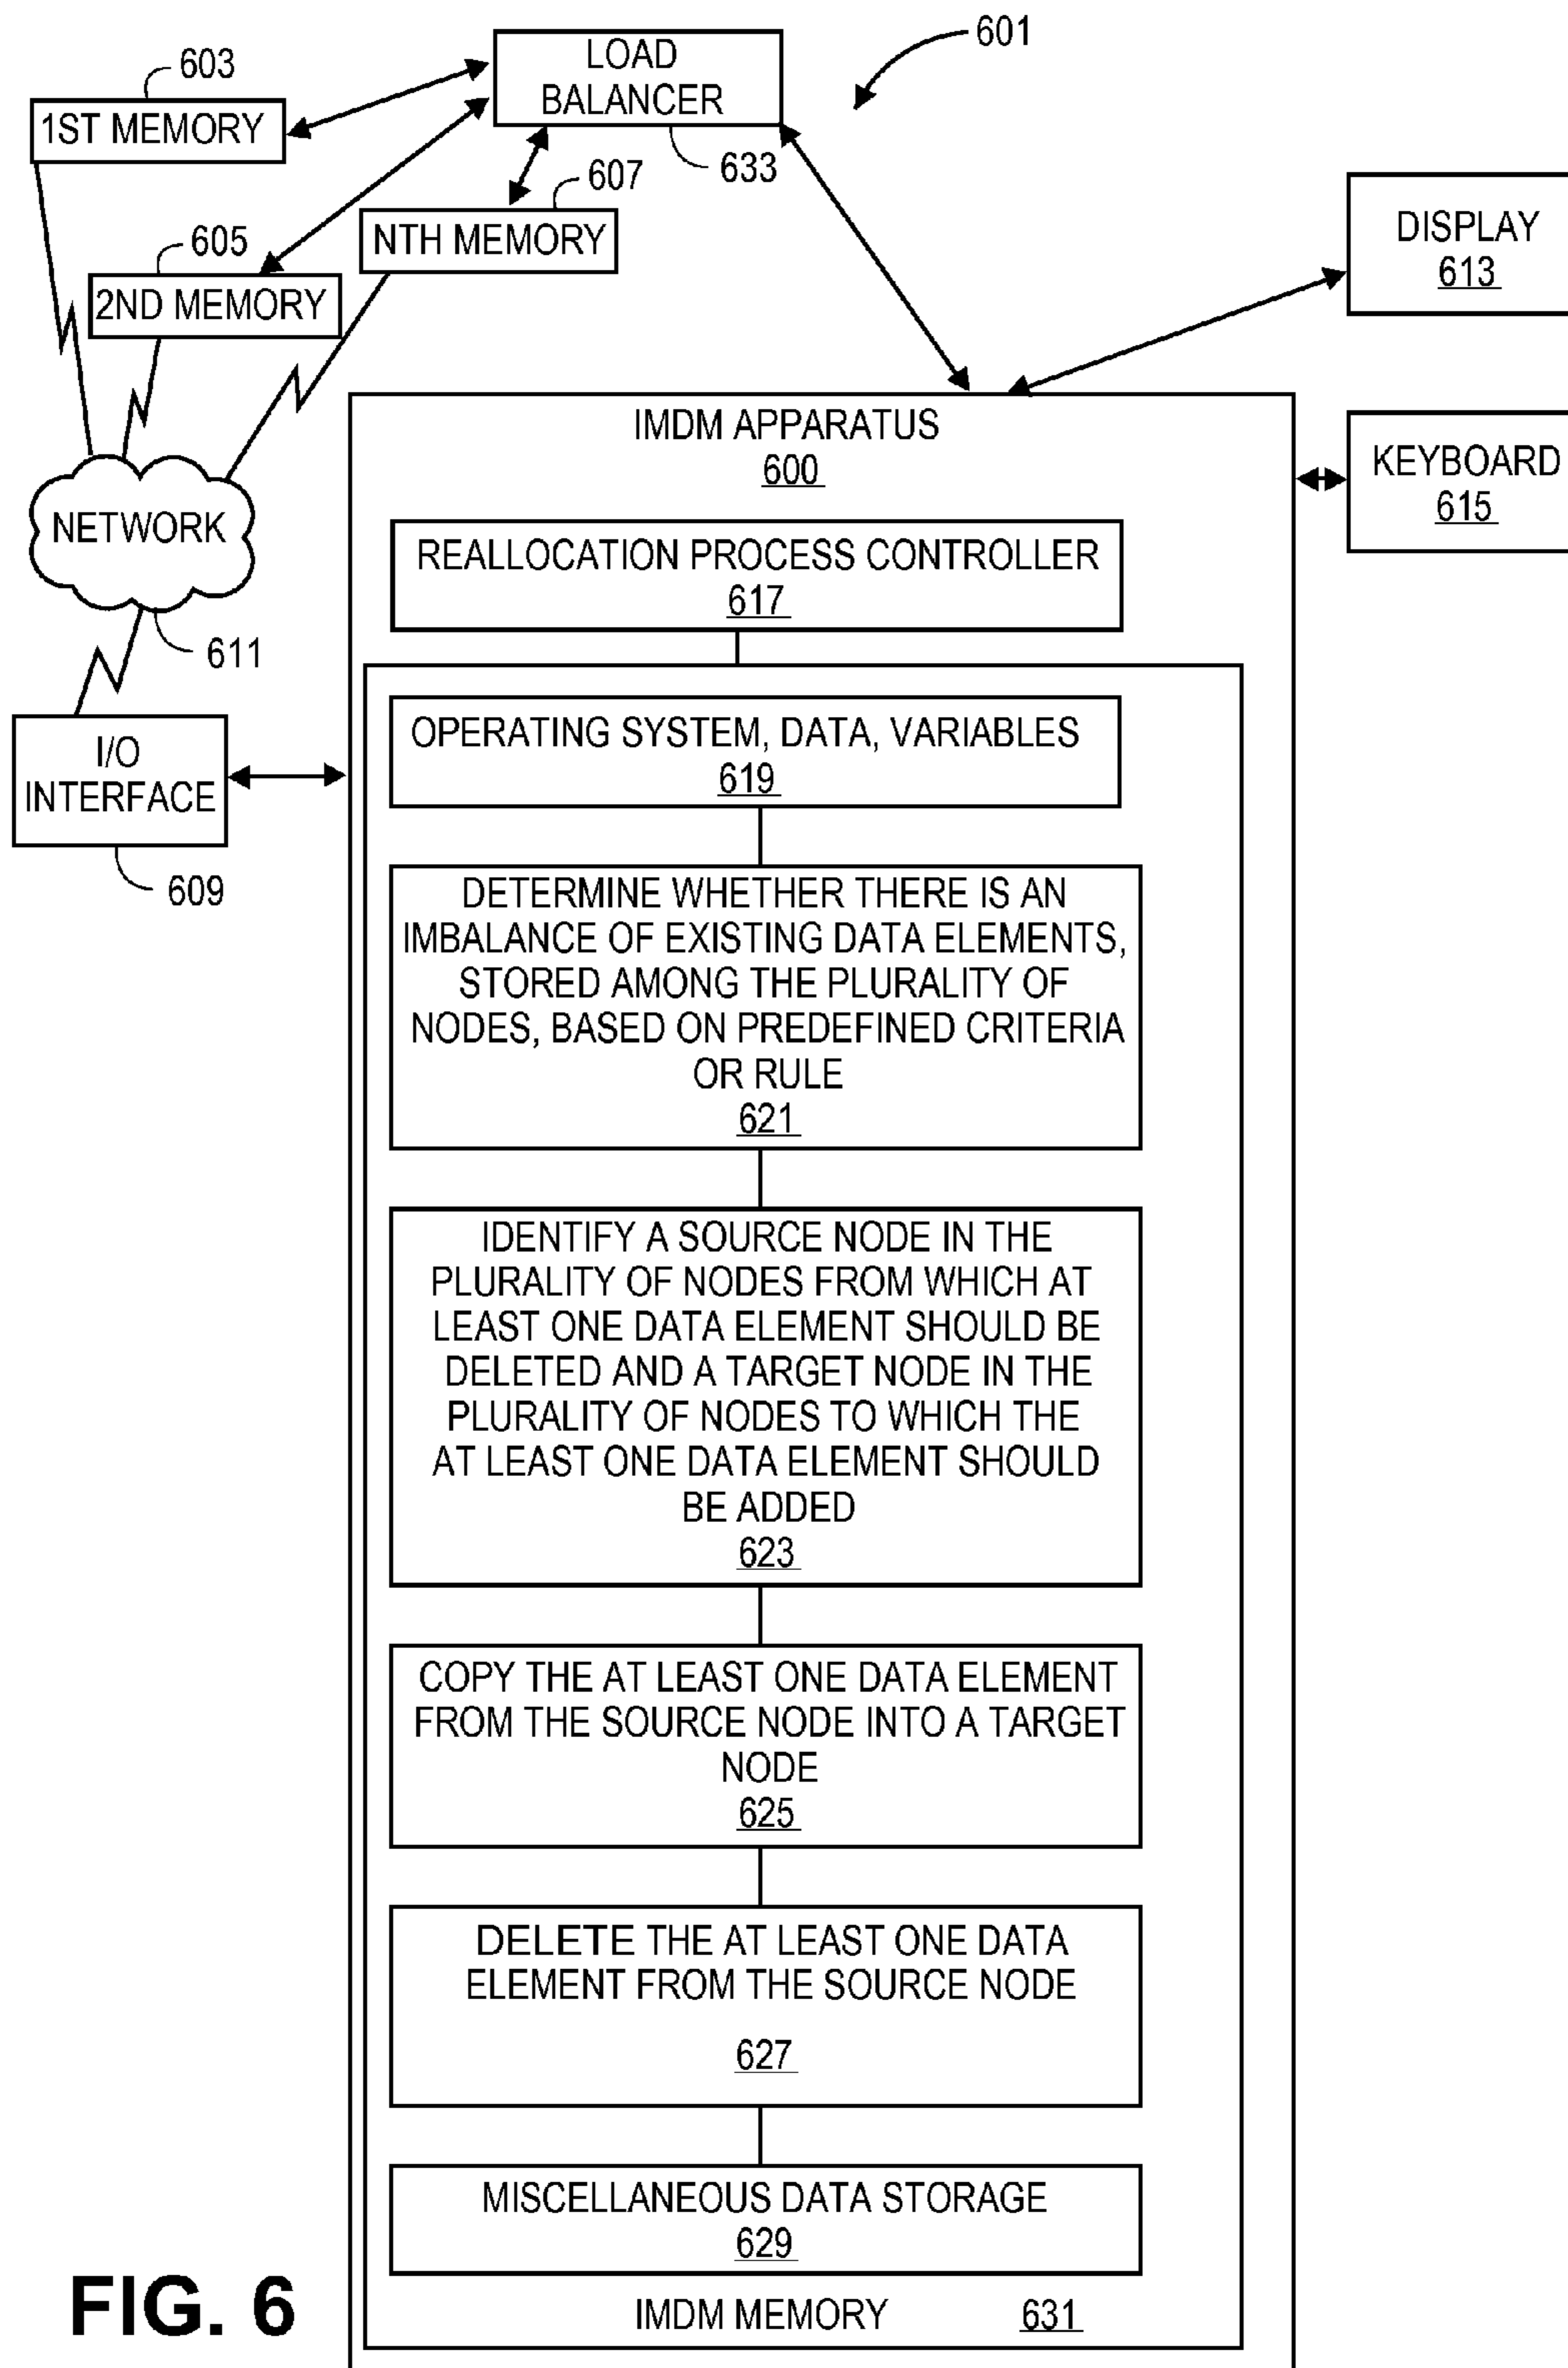 601
LOAD
BALANCER
633
603
1ST MEMORY
607
NTH MEMORY
605
2ND MEMORY
DISPLAY
613
KEYBOARD
615
NETWORK
611
I/O
INTERFACE
609
IMDM APPARATUS
600
REALLOCATION PROCESS CONTROLLER
617
OPERATING SYSTEM, DATA, VARIABLES
619
DETERMINE WHETHER THERE IS AN
IMBALANCE OF EXISTING DATA ELEMENTS,
STORED AMONG THE PLURALITY OF
NODES, BASED ON PREDEFINED CRITERIA
OR RULE
621
IDENTIFY A SOURCE NODE IN THE
PLURALITY OF NODES FROM WHICH AT
LEAST ONE DATA ELEMENT SHOULD BE
DELETED AND A TARGET NODE IN THE
PLURALITY OF NODES TO WHICH THE
AT LEAST ONE DATA ELEMENT SHOULD
BE ADDED
623
COPY THE AT LEAST ONE DATA ELEMENT
FROM THE SOURCE NODE INTO A TARGET
NODE
625
DELETE THE AT LEAST ONE DATA
ELEMENT FROM THE SOURCE NODE
627
MISCELLANEOUS DATA STORAGE
629
IMDM MEMORY 631
FIG. 6